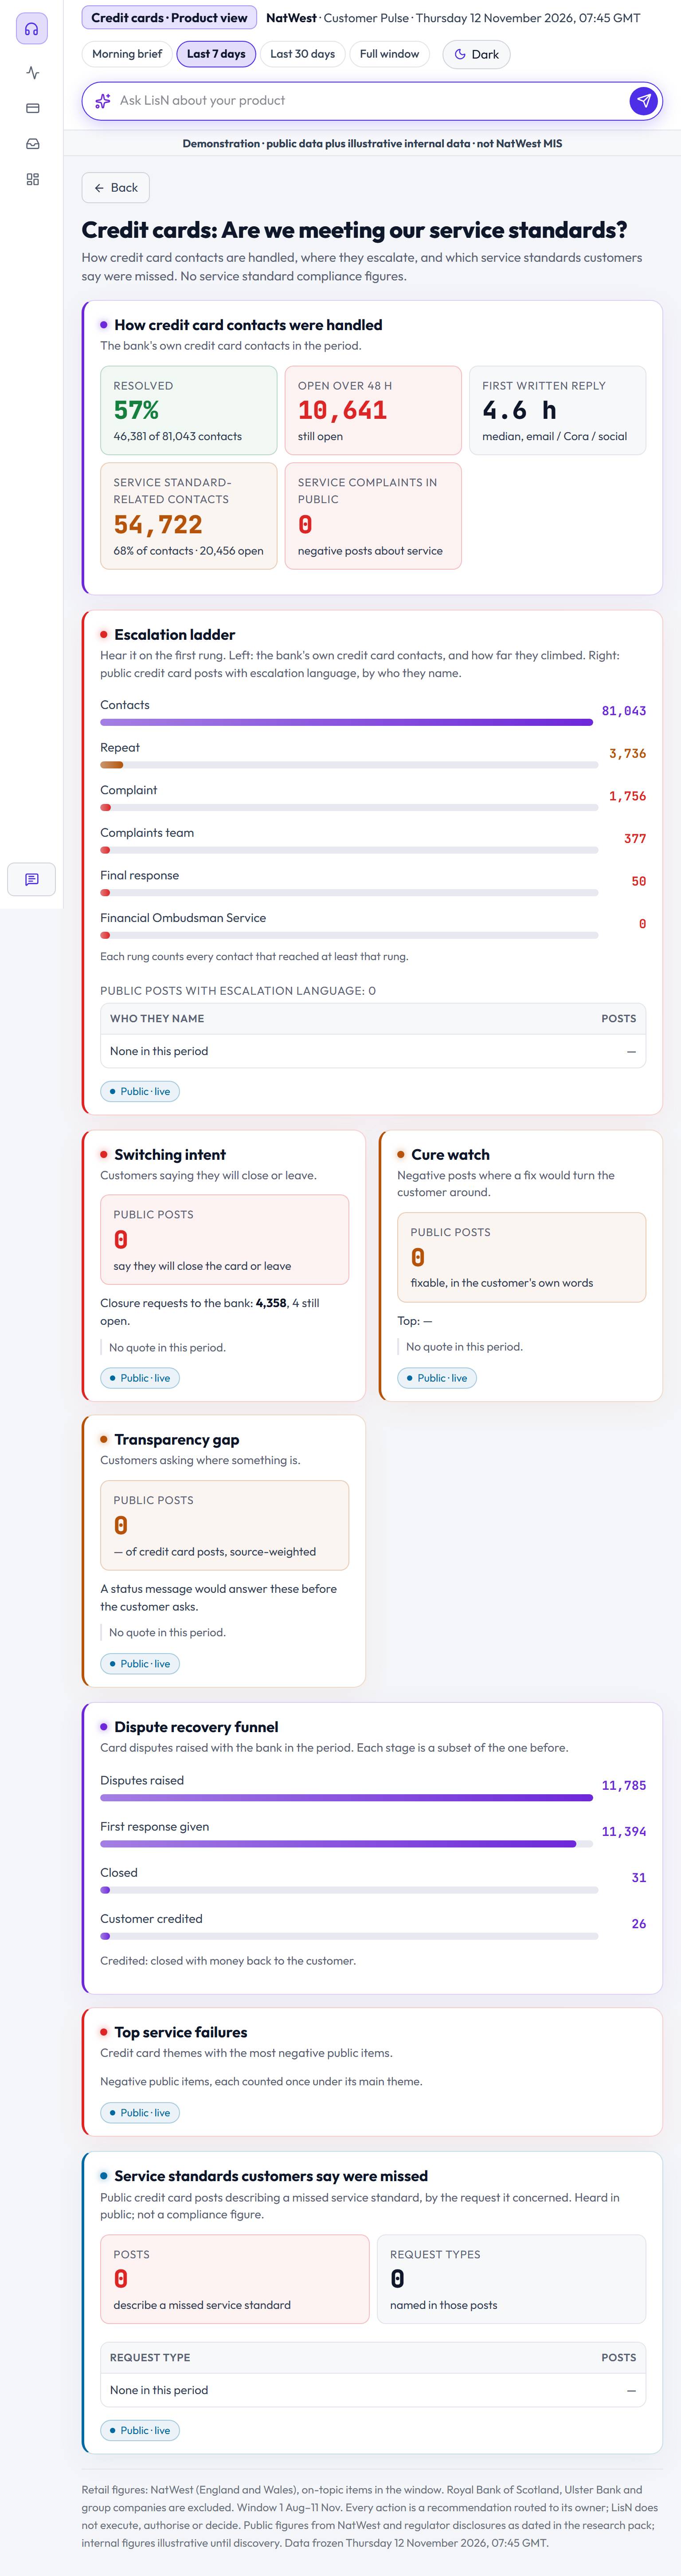 Credit cards · Product view
NatWest · Customer Pulse · Thursday 12 November 2026, 07:45 GMT
Morning brief
Last 7 days
Last 30 days
Full window
Dark
Ask LisN about your product
Demonstration · public data plus illustrative internal data · not NatWest MIS
← Back
Credit cards: Are we meeting our service standards?
How credit card contacts are handled, where they escalate, and which service standards customers
say were missed. No service standard compliance figures.
How credit card contacts were handled
The bank's own credit card contacts in the period.
RESOLVED
57%
46,381 of 81,043 contacts
OPEN OVER 48 H
10,641
still open
FIRST WRITTEN REPLY
4.6 h
median, email / Cora / social
SERVICE STANDARD-
RELATED CONTACTS
54,722
68% of contacts · 20,456 open
SERVICE COMPLAINTS IN
PUBLIC
0
negative posts about service
Escalation ladder
Hear it on the first rung. Left: the bank's own credit card contacts, and how far they climbed. Right:
public credit card posts with escalation language, by who they name.
Contacts 81,043
Repeat 3,736
Complaint 1,756
Complaints team 377
Final response 50
Financial Ombudsman Service 0
Each rung counts every contact that reached at least that rung.
PUBLIC POSTS WITH ESCALATION LANGUAGE: 0
WHO THEY NAME POSTS
None in this period —
Public · live
Switching intent
Customers saying they will close or leave.
PUBLIC POSTS
0
say they will close the card or leave
Closure requests to the bank: 4,358, 4 still
open.
No quote in this period.
Public · live
Cure watch
Negative posts where a fix would turn the
customer around.
PUBLIC POSTS
0
fixable, in the customer's own words
Top: —
No quote in this period.
Public · live
Transparency gap
Customers asking where something is.
PUBLIC POSTS
0
— of credit card posts, source-weighted
A status message would answer these before
the customer asks.
No quote in this period.
Public · live
Dispute recovery funnel
Card disputes raised with the bank in the period. Each stage is a subset of the one before.
Disputes raised 11,785
First response given 11,394
Closed 31
Customer credited 26
Credited: closed with money back to the customer.
Top service failures
Credit card themes with the most negative public items.
Negative public items, each counted once under its main theme.
Public · live
Service standards customers say were missed
Public credit card posts describing a missed service standard, by the request it concerned. Heard in
public; not a compliance figure.
POSTS
0
describe a missed service standard
REQUEST TYPES
0
named in those posts
REQUEST TYPE POSTS
None in this period —
Public · live
Retail figures: NatWest (England and Wales), on-topic items in the window. Royal Bank of Scotland, Ulster Bank and
group companies are excluded. Window 1 Aug–11 Nov. Every action is a recommendation routed to its owner; LisN does
not execute, authorise or decide. Public figures from NatWest and regulator disclosures as dated in the research pack;
internal figures illustrative until discovery. Data frozen Thursday 12 November 2026, 07:45 GMT.